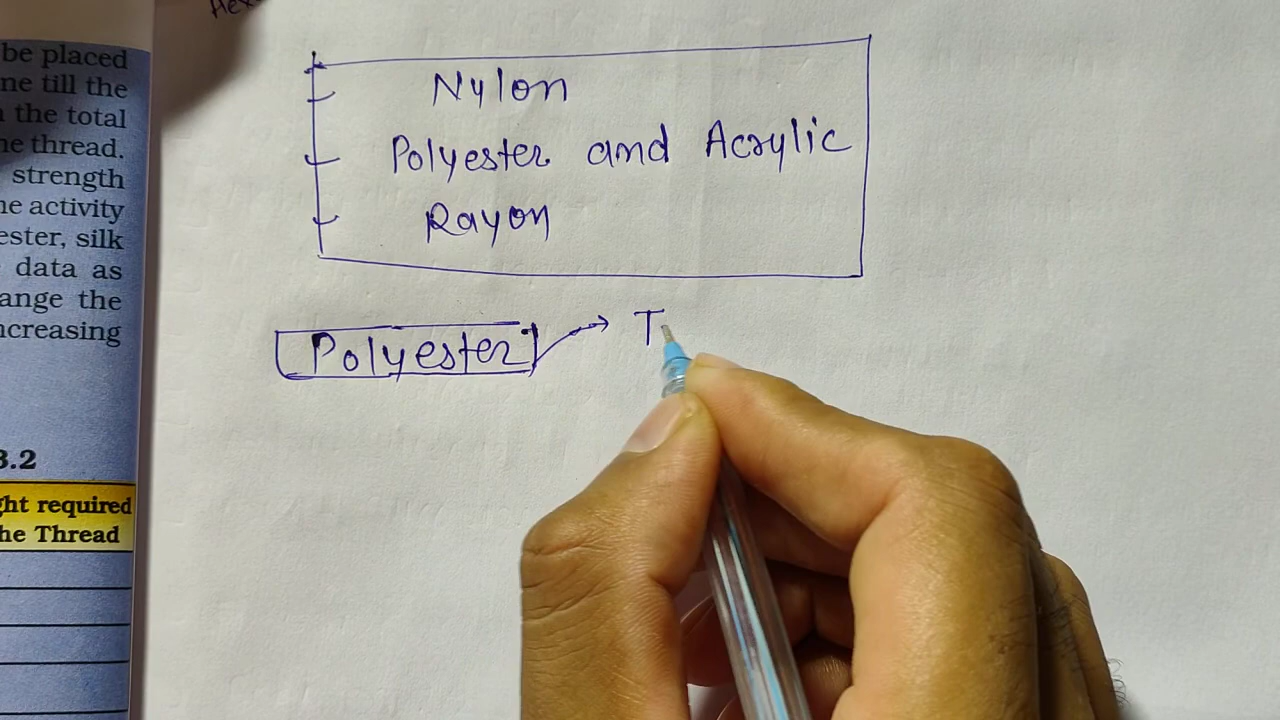 be placed
ne till the
the total
he thread.
strength
he activity
ester, silk
data as
ange the
ncreasing
3.2
ght required
he Thread
Nylon
Polyester and Acrylic
Rayon
Polyester → T